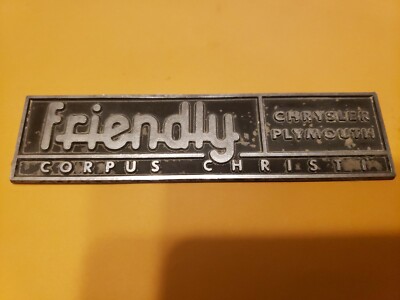 friendly
CHRYSLER
PLYMOUTH
CORPUS CHRISTI